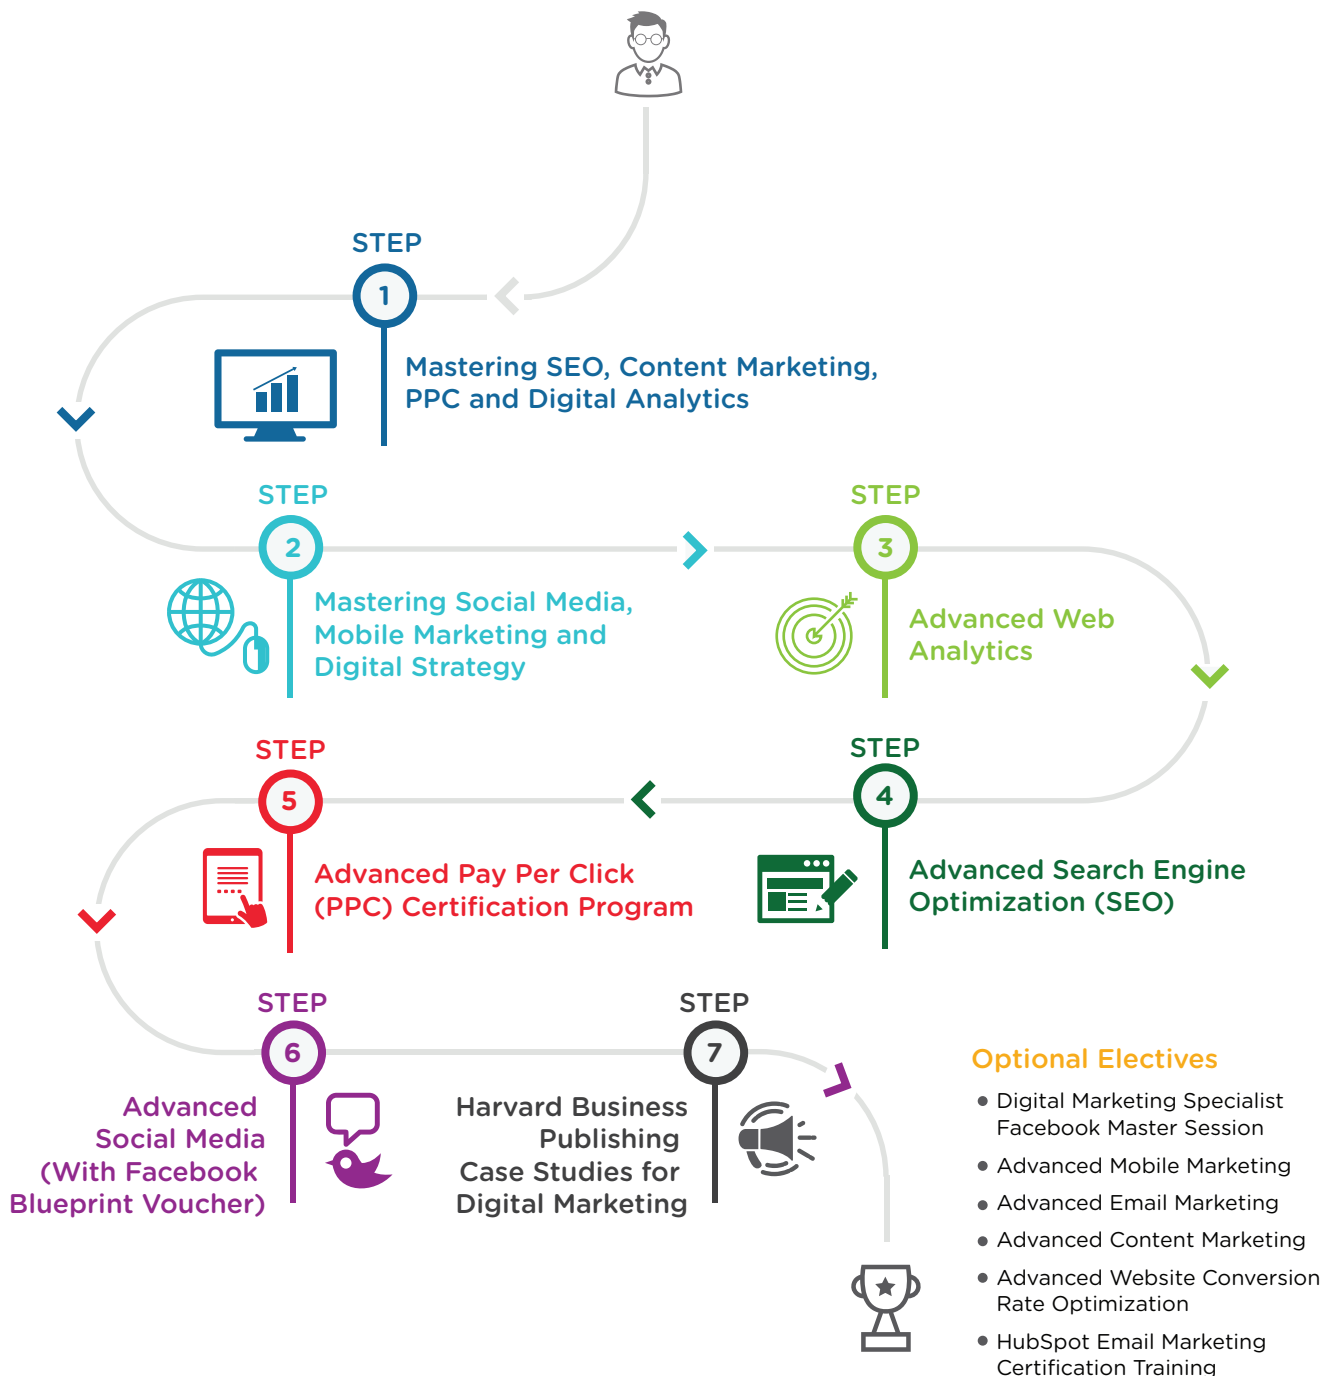 STEP
1
Mastering SEO, Content Marketing,
PPC and Digital Analytics
STEP
2
Mastering Social Media,
Mobile Marketing and
Digital Strategy
STEP
3
Advanced Web
Analytics
STEP
4
Advanced Search Engine
Optimization (SEO)
STEP
5
Advanced Pay Per Click
(PPC) Certification Program
STEP
6
Advanced
Social Media
(With Facebook
Blueprint Voucher)
STEP
7
Harvard Business
Publishing
Case Studies for
Digital Marketing
Optional Electives
• Digital Marketing Specialist
Facebook Master Session
• Advanced Mobile Marketing
• Advanced Email Marketing
• Advanced Content Marketing
• Advanced Website Conversion
Rate Optimization
• HubSpot Email Marketing
Certification Training